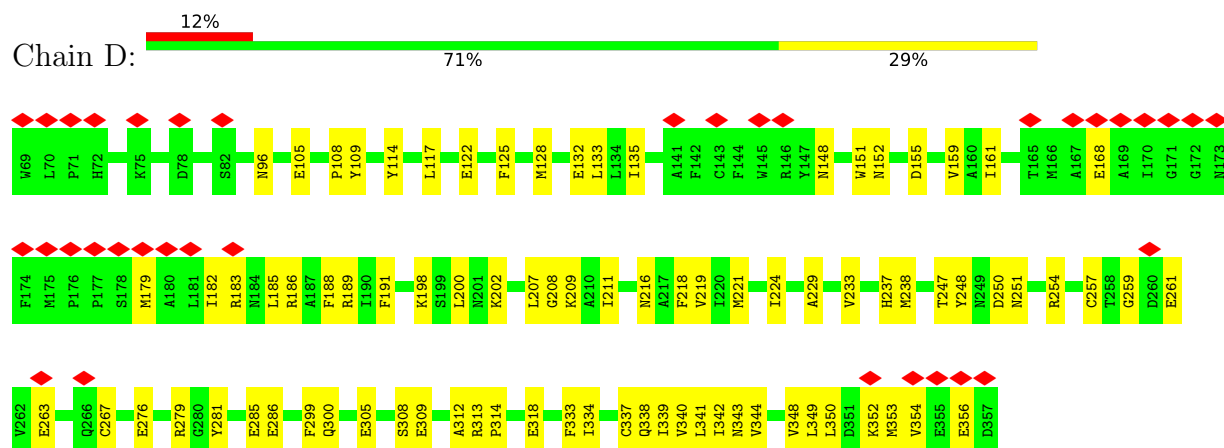 12%
Chain D:
71% 29%
W69 L70 P71 H72 K75 D78 S82 N96 E105 P108 Y109 Y114 L117 E122 F125 M128 E132 L133 L134 I135 A141 F142 C143 F144 W145 R146 Y147 N148 W151 N152 D155 V159 A160 I161 T165 M166 A167 E168 A169 I170 G171 G172 N173
F174 M175 P176 P177 S178 M179 A180 L181 I182 R183 N184 L185 R186 A187 F188 R189 I190 F191 K198 S199 L200 N201 K202 L207 G208 K209 A210 I211 N216 A217 F218 V219 I220 M221 I224 A229 V233 H237 M238 T247 Y248 N249 D250 N251 R254 C257 T258 G259 D260 E261
V262 E263 Q266 C267 E276 R279 G280 Y281 E285 E286 F299 Q300 E305 S308 E309 A312 R313 P314 E318 F333 I334 C337 Q338 I339 V340 L341 I342 N343 V344 V348 L349 L350 D351 K352 M353 V354 E355 E356 D357